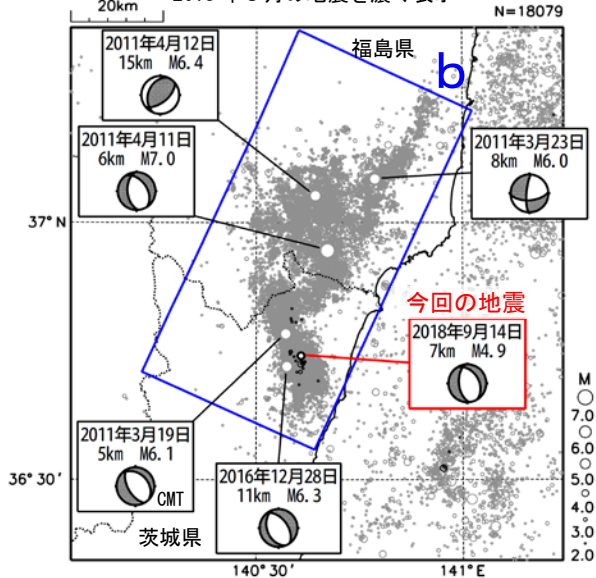 20km
N=18079
福島県
b
2011年4月12日
15km M6.4
2011年4月11日
6km M7.0
2011年3月23日
8km M6.0
37°N
今回の地震
2018年9月14日
7km M4.9
2011年3月19日
5km M6.1
CMT
2016年12月28日
11km M6.3
茨城県
36°30'
140°30'
141°E
M
7.0
6.0
5.0
4.0
3.0
2.0